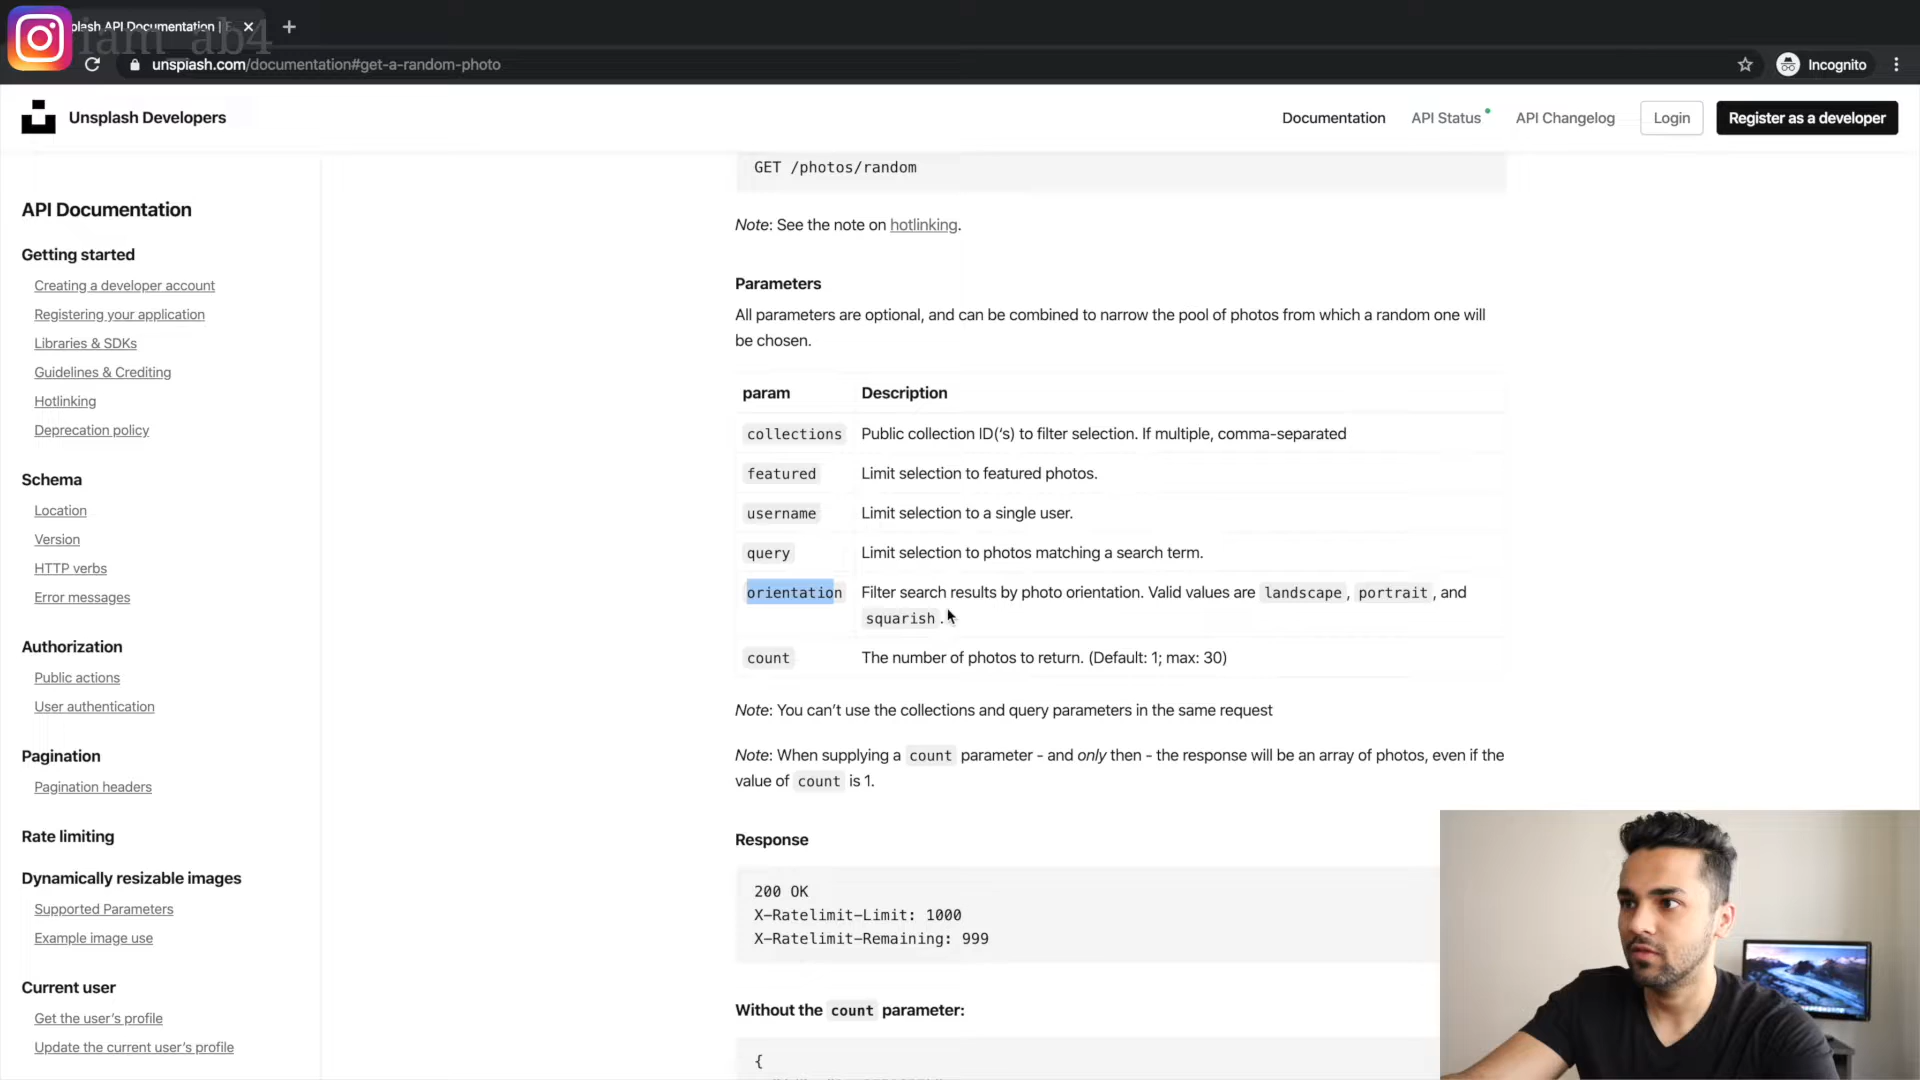 plash API Documentation | E
iam_ab4
unsplash.com/documentation#get-a-random-photo
Incognito
Unsplash Developers
Documentation
API Status
API Changelog
Login
Register as a developer
API Documentation
Getting started
Creating a developer account
Registering your application
Libraries & SDKs
Guidelines & Crediting
Hotlinking
Deprecation policy
Schema
Location
Version
HTTP verbs
Error messages
Authorization
Public actions
User authentication
Pagination
Pagination headers
Rate limiting
Dynamically resizable images
Supported Parameters
Example image use
Current user
Get the user’s profile
Update the current user’s profile
GET /photos/random
Note: See the note on hotlinking.
Parameters
All parameters are optional, and can be combined to narrow the pool of photos from which a random one will
be chosen.
param Description
collections Public collection ID(‘s) to filter selection. If multiple, comma-separated
featured Limit selection to featured photos.
username Limit selection to a single user.
query Limit selection to photos matching a search term.
orientation Filter search results by photo orientation. Valid values are landscape, portrait, and
squarish.
count The number of photos to return. (Default: 1; max: 30)
Note: You can’t use the collections and query parameters in the same request
Note: When supplying a count parameter - and only then - the response will be an array of photos, even if the
value of count is 1.
Response
200 OK
X-Ratelimit-Limit: 1000
X-Ratelimit-Remaining: 999
Without the count parameter:
{